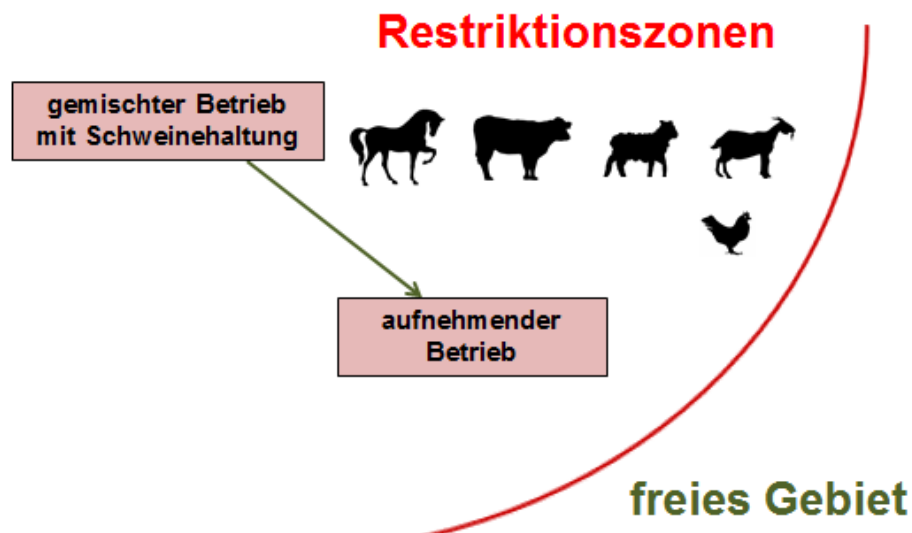 Restriktionszonen
gemischter Betrieb
mit Schweinehaltung
aufnehmender
Betrieb
freies Gebiet